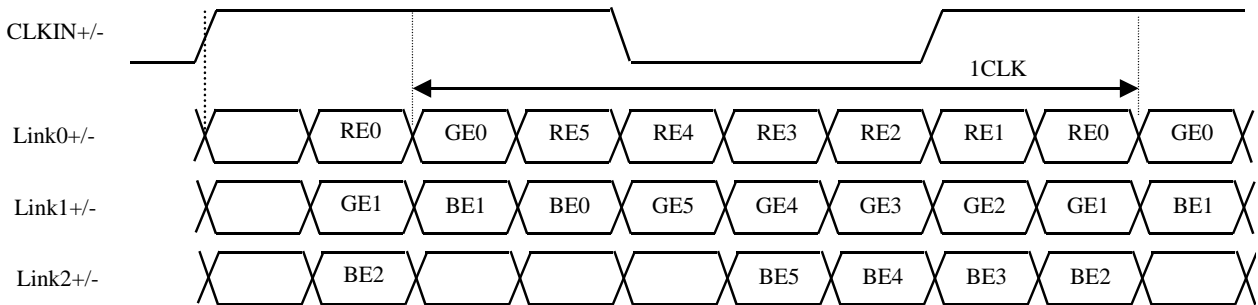 CLKIN+/-
1CLK
Link0+/- RE0 GE0 RE5 RE4 RE3 RE2 RE1 RE0 GE0
Link1+/- GE1 BE1 BE0 GE5 GE4 GE3 GE2 GE1 BE1
Link2+/- BE2 BE5 BE4 BE3 BE2